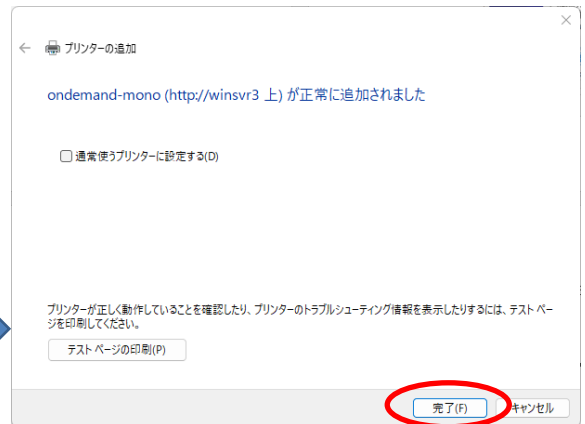 プリンターの追加
ondemand-mono (http://winsvr3 上) が正常に追加されました
通常使うプリンターに設定する(D)
プリンターが正しく動作していることを確認したり、プリンターのトラブルシューティング情報を表示したりするには、テスト ペー
ジを印刷してください。
テスト ページの印刷(P)
完了(F) キャンセル